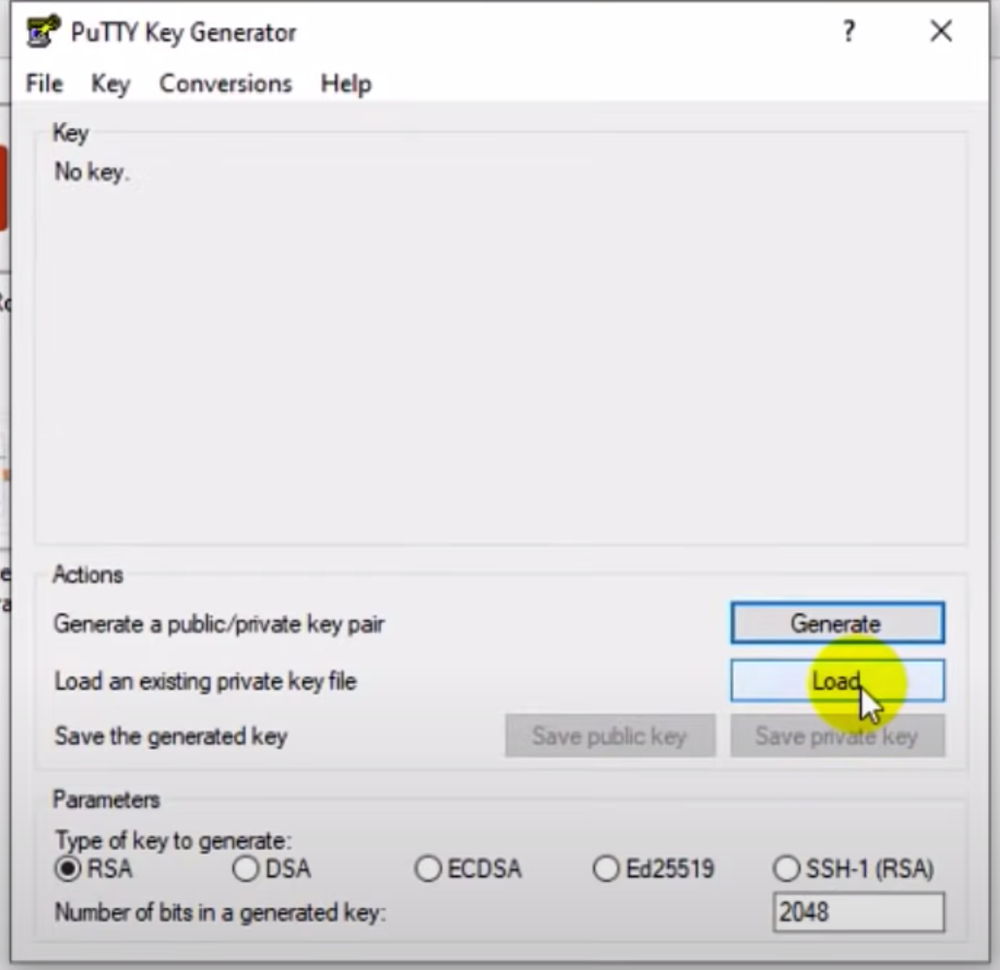 PuTTY Key Generator ?
File Key Conversions Help
Key
No key.
Actions
Generate a public/private key pair Generate
Load an existing private key file Load
Save the generated key Save public key Save private key
Parameters
Type of key to generate:
RSA DSA ECDSA Ed25519 SSH-1 (RSA)
Number of bits in a generated key: 2048